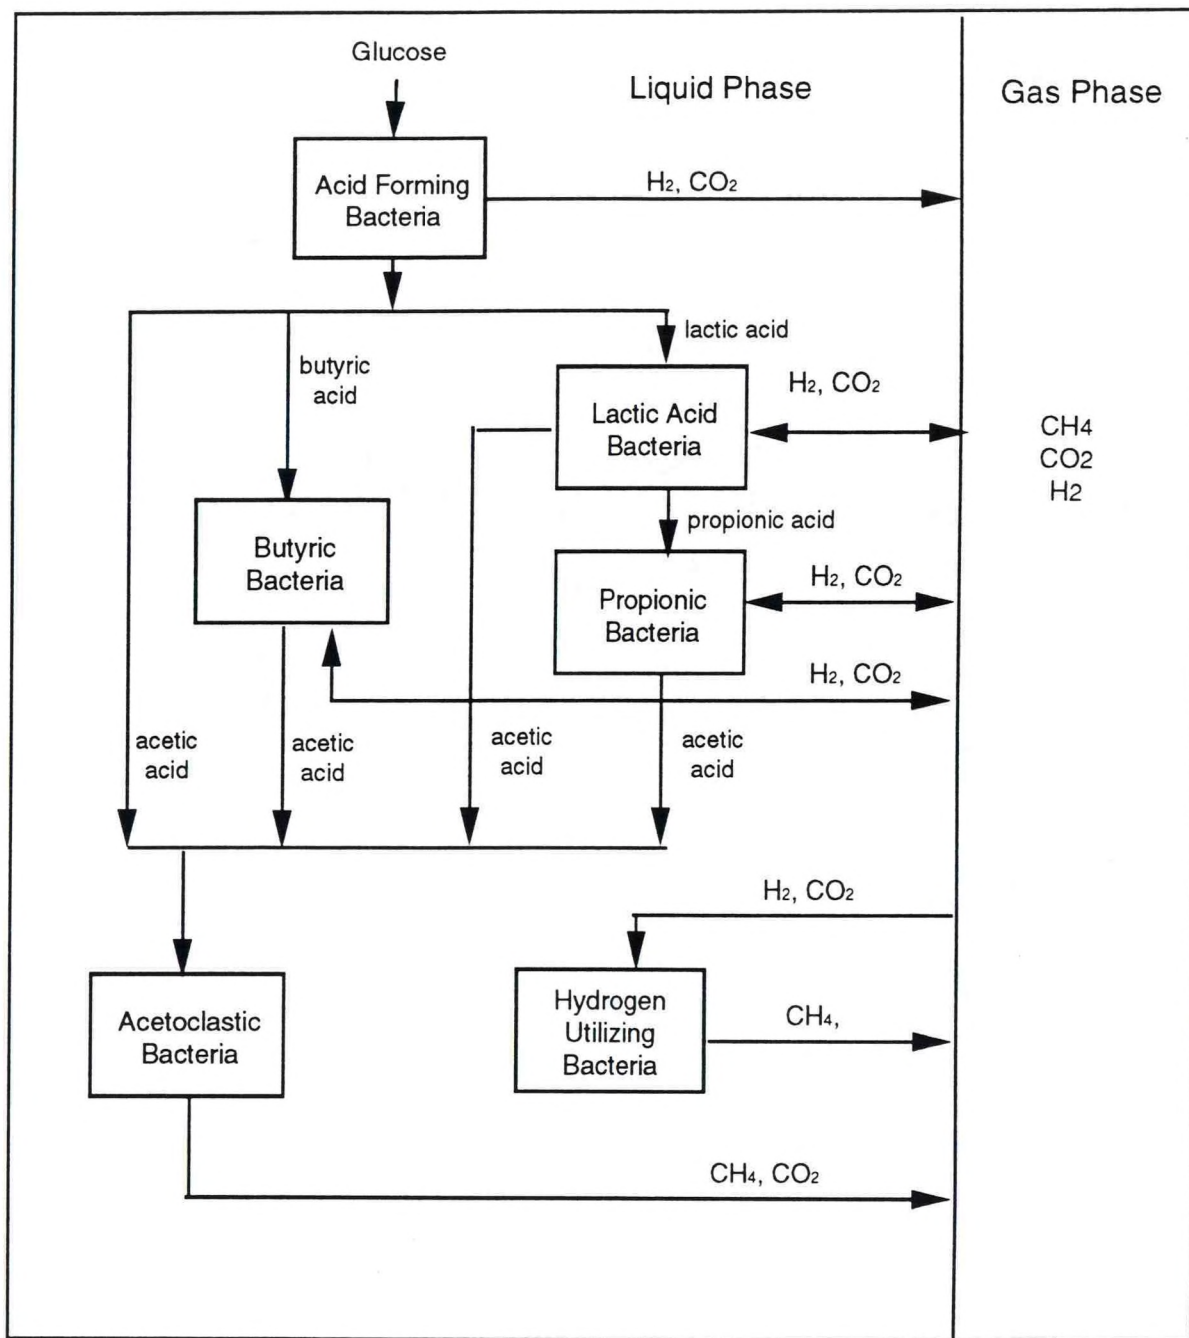 Glucose
Liquid Phase
Gas Phase
Acid Forming
Bacteria
H₂, CO₂
lactic acid
butyric
acid
Lactic Acid
Bacteria
H₂, CO₂
CH4
CO2
H2
propionic acid
Butyric
Bacteria
Propionic
Bacteria
H₂, CO₂
H₂, CO₂
acetic
acid
acetic
acid
acetic
acid
acetic
acid
H₂, CO₂
Acetoclastic
Bacteria
Hydrogen
Utilizing
Bacteria
CH₄,
CH₄, CO₂